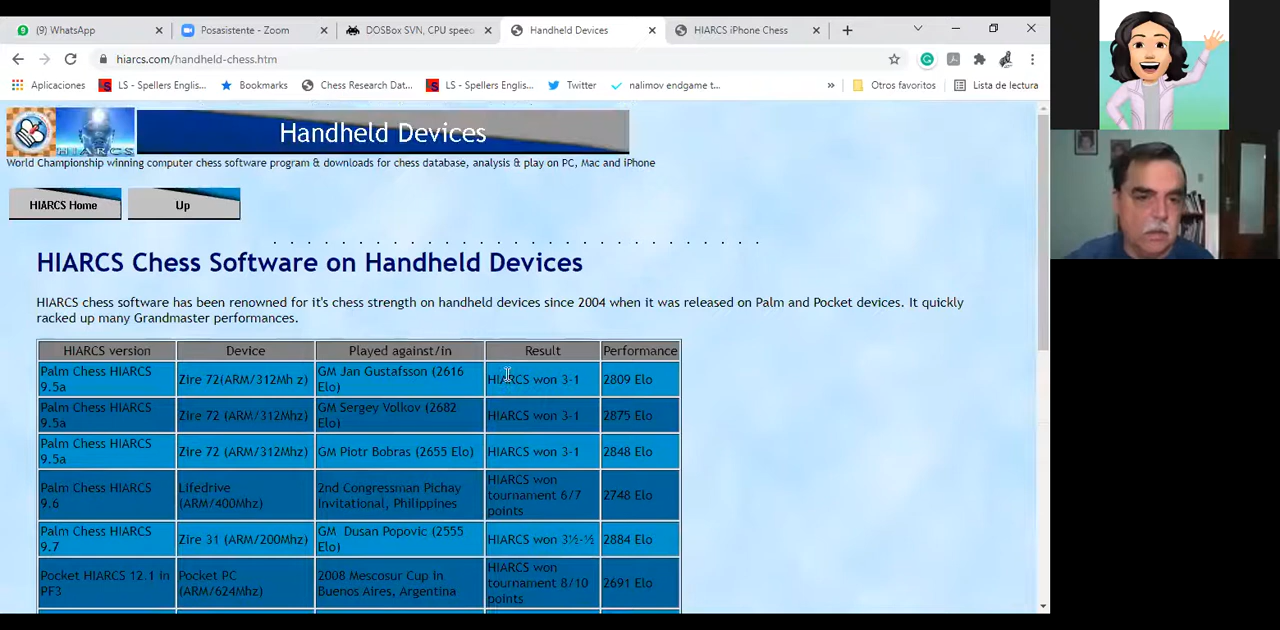 (9) WhatsApp
Posasistente - Zoom
DOSBox SVN, CPU speed
Handheld Devices
HIARCS iPhone Chess
hiarcs.com/handheld-chess.htm
Aplicaciones
LS - Spellers Englis...
Bookmarks
Chess Research Dat...
LS - Spellers Englis...
Twitter
nalimov endgame t...
»
Otros favoritos
Lista de lectura
Handheld Devices
HIARCS
World Championship winning computer chess software program & downloads for chess database, analysis & play on PC, Mac and iPhone
HIARCS Home
Up
HIARCS Chess Software on Handheld Devices
HIARCS chess software has been renowned for it's chess strength on handheld devices since 2004 when it was released on Palm and Pocket devices. It quickly
racked up many Grandmaster performances.
HIARCS version
Device
Played against/in
Result
Performance
Palm Chess HIARCS
9.5a
Zire 72(ARM/312Mh z)
GM Jan Gustafsson (2616
Elo)
HIARCS won 3-1
2809 Elo
Palm Chess HIARCS
9.5a
Zire 72 (ARM/312Mhz)
GM Sergey Volkov (2682
Elo)
HIARCS won 3-1
2875 Elo
Palm Chess HIARCS
9.5a
Zire 72 (ARM/312Mhz)
GM Piotr Bobras (2655 Elo)
HIARCS won 3-1
2848 Elo
Palm Chess HIARCS
9.6
Lifedrive
(ARM/400Mhz)
2nd Congressman Pichay
Invitational, Philippines
HIARCS won
tournament 6/7
points
2748 Elo
Palm Chess HIARCS
9.7
Zire 31 (ARM/200Mhz)
GM Dusan Popovic (2555
Elo)
HIARCS won 3½-½
2884 Elo
Pocket HIARCS 12.1 in
PF3
Pocket PC
(ARM/624Mhz)
2008 Mescosur Cup in
Buenos Aires, Argentina
HIARCS won
tournament 8/10
points
2691 Elo